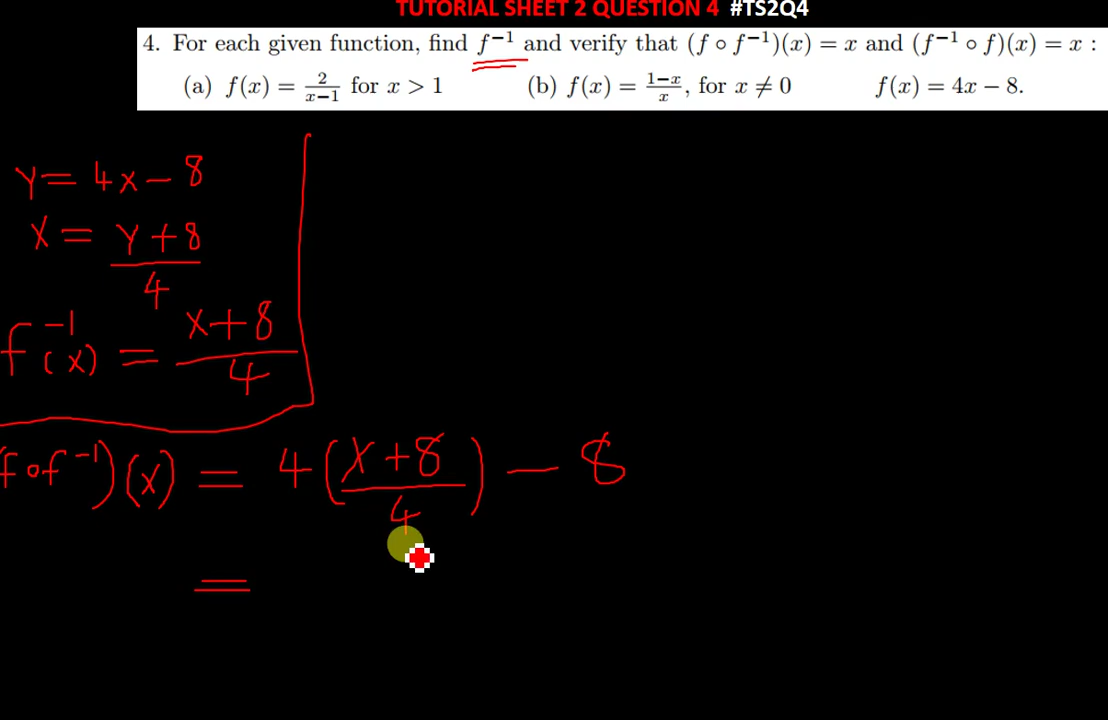 TUTORIAL SHEET 2 QUESTION 4 #TS2Q4
4. For each given function, find f⁻¹ and verify that (f ∘ f⁻¹)(x) = x and (f⁻¹ ∘ f)(x) = x :
(a) f(x) = 2/(x−1) for x > 1 (b) f(x) = (1−x)/x, for x ≠ 0 f(x) = 4x − 8.
Y = 4x − 8
X = (Y + 8)/4
f⁻¹(x) = (x + 8)/4
(f∘f⁻¹)(x) = 4((x + 8)/4) − 8
=